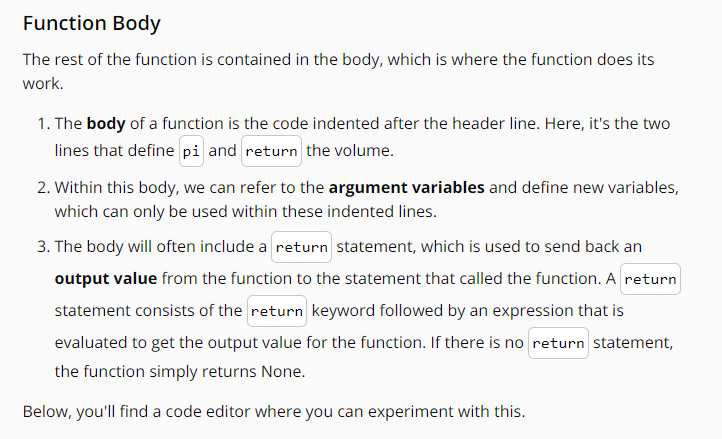 Function Body
The rest of the function is contained in the body, which is where the function does its
work.
1. The body of a function is the code indented after the header line. Here, it's the two
lines that define pi and return the volume.
2. Within this body, we can refer to the argument variables and define new variables,
which can only be used within these indented lines.
3. The body will often include a return statement, which is used to send back an
output value from the function to the statement that called the function. A return
statement consists of the return keyword followed by an expression that is
evaluated to get the output value for the function. If there is no return statement,
the function simply returns None.
Below, you'll find a code editor where you can experiment with this.